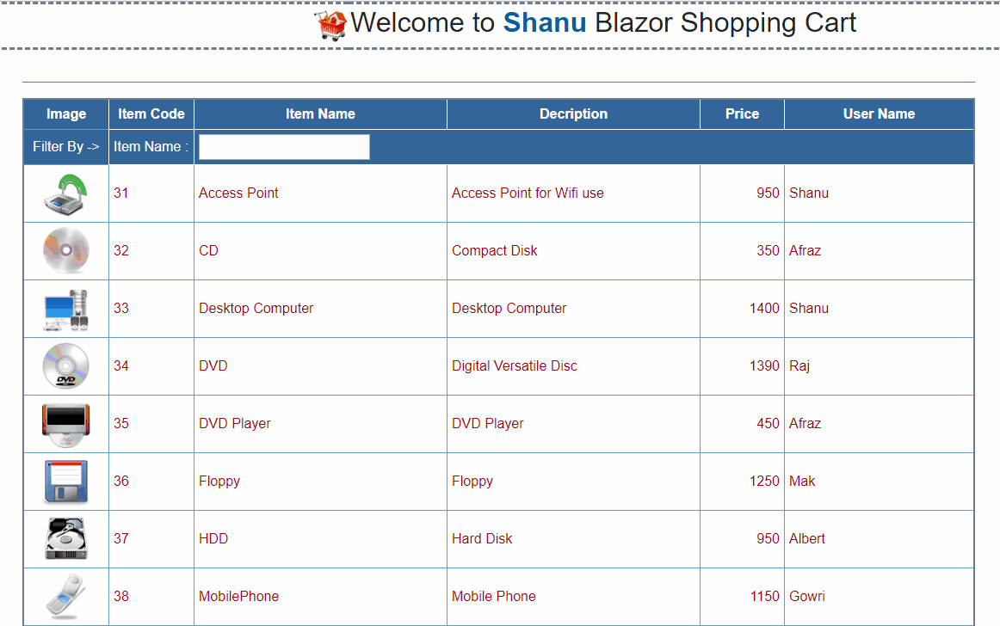 Welcome to Shanu Blazor Shopping Cart
Image Item Code Item Name Decription Price User Name
Filter By -> Item Name :
31 Access Point Access Point for Wifi use 950 Shanu
32 CD Compact Disk 350 Afraz
33 Desktop Computer Desktop Computer 1400 Shanu
DVD 34 DVD Digital Versatile Disc 1390 Raj
35 DVD Player DVD Player 450 Afraz
36 Floppy Floppy 1250 Mak
37 HDD Hard Disk 950 Albert
38 MobilePhone Mobile Phone 1150 Gowri